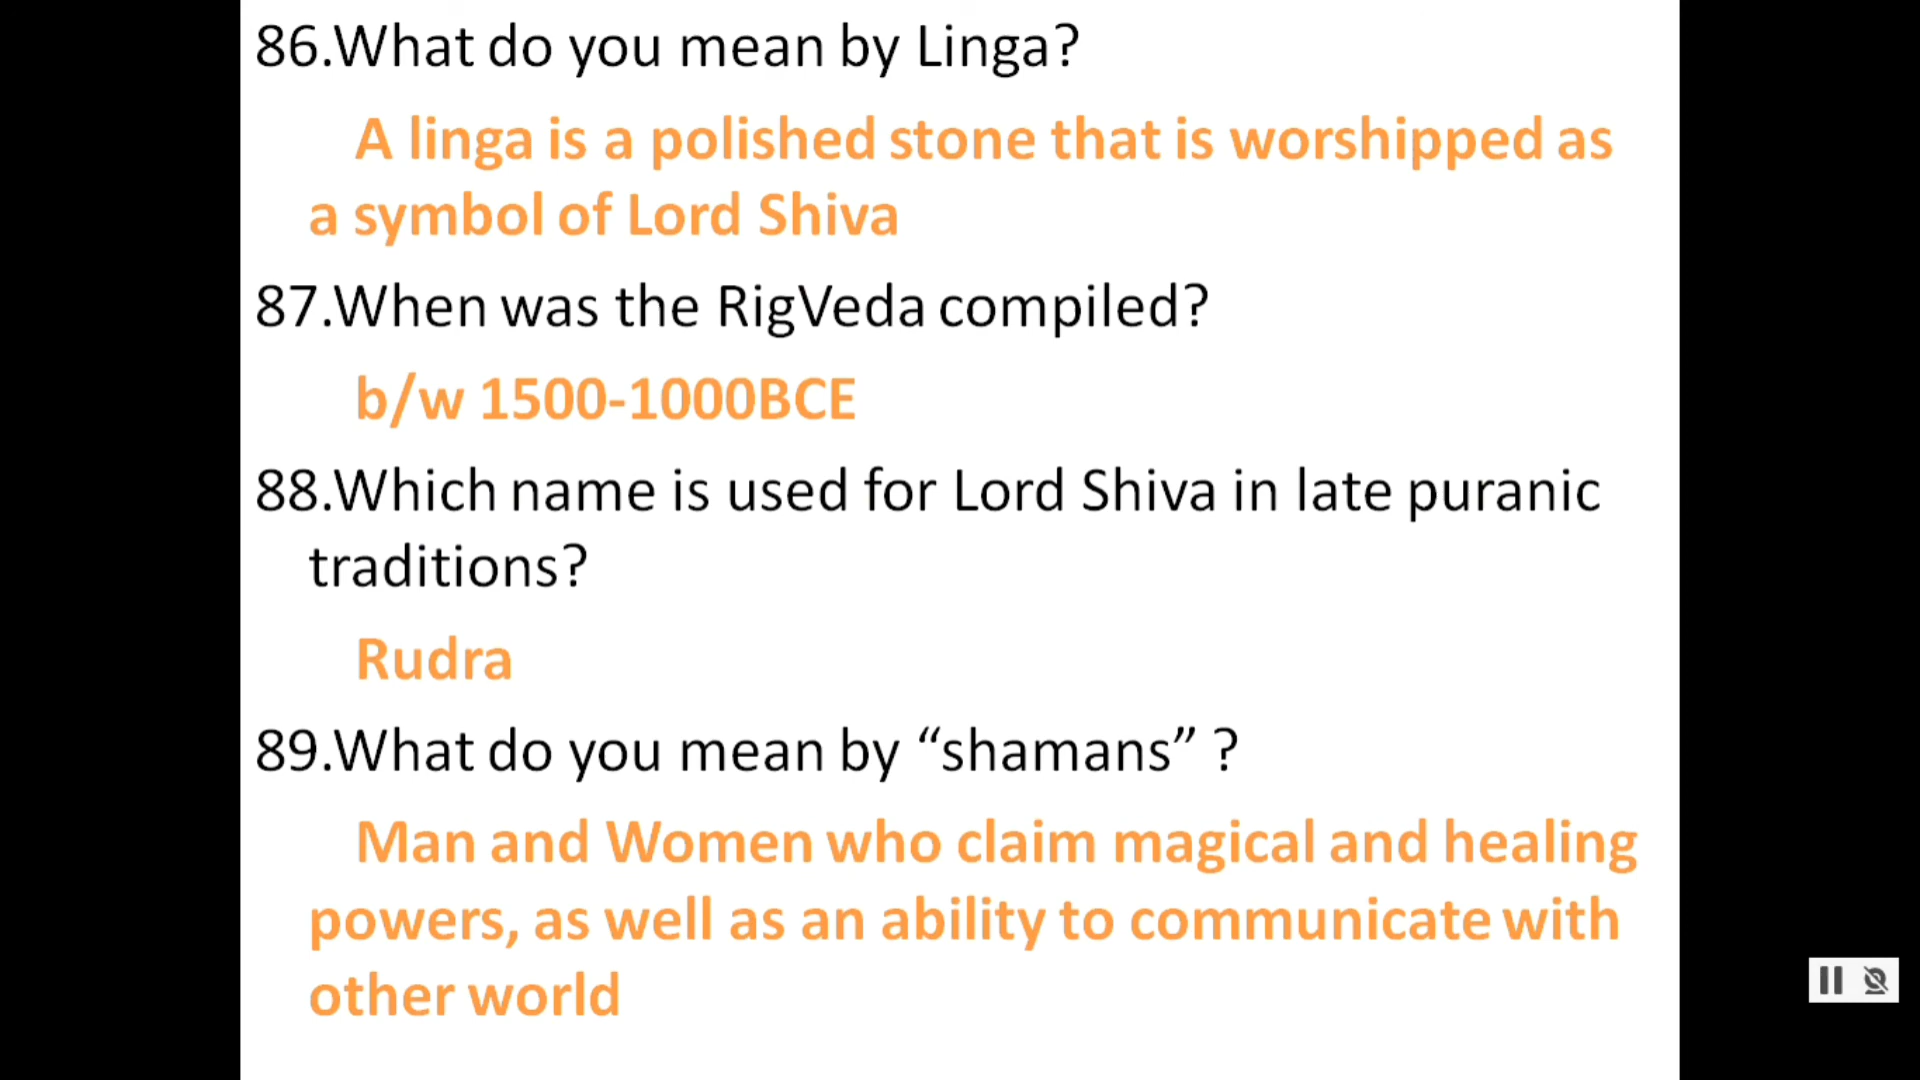 86.What do you mean by Linga?
A linga is a polished stone that is worshipped as
a symbol of Lord Shiva
87.When was the RigVeda compiled?
b/w 1500-1000BCE
88.Which name is used for Lord Shiva in late puranic
traditions?
Rudra
89.What do you mean by “shamans” ?
Man and Women who claim magical and healing
powers, as well as an ability to communicate with
other world